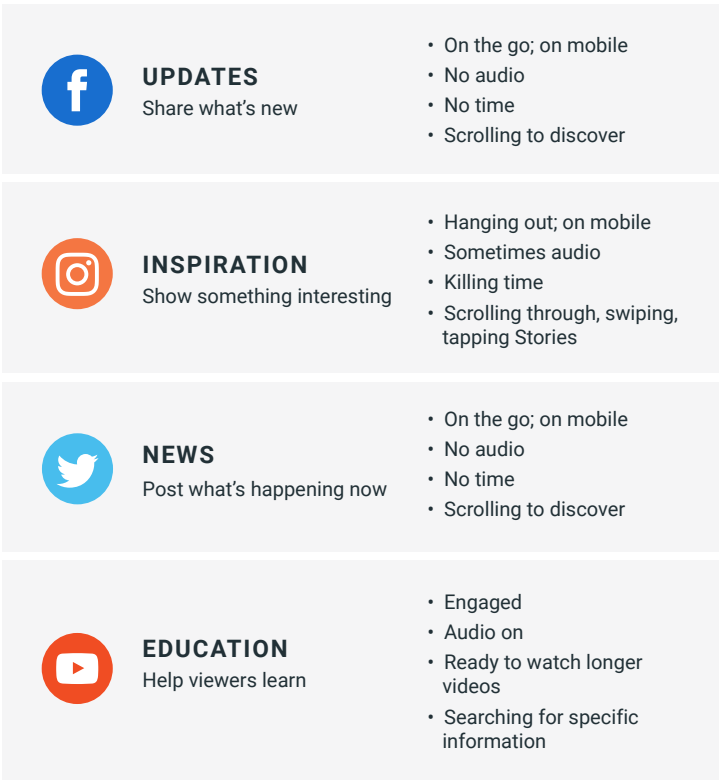 UPDATES
Share what's new
• On the go; on mobile
• No audio
• No time
• Scrolling to discover
INSPIRATION
Show something interesting
• Hanging out; on mobile
• Sometimes audio
• Killing time
• Scrolling through, swiping,
tapping Stories
NEWS
Post what's happening now
• On the go; on mobile
• No audio
• No time
• Scrolling to discover
EDUCATION
Help viewers learn
• Engaged
• Audio on
• Ready to watch longer
videos
• Searching for specific
information